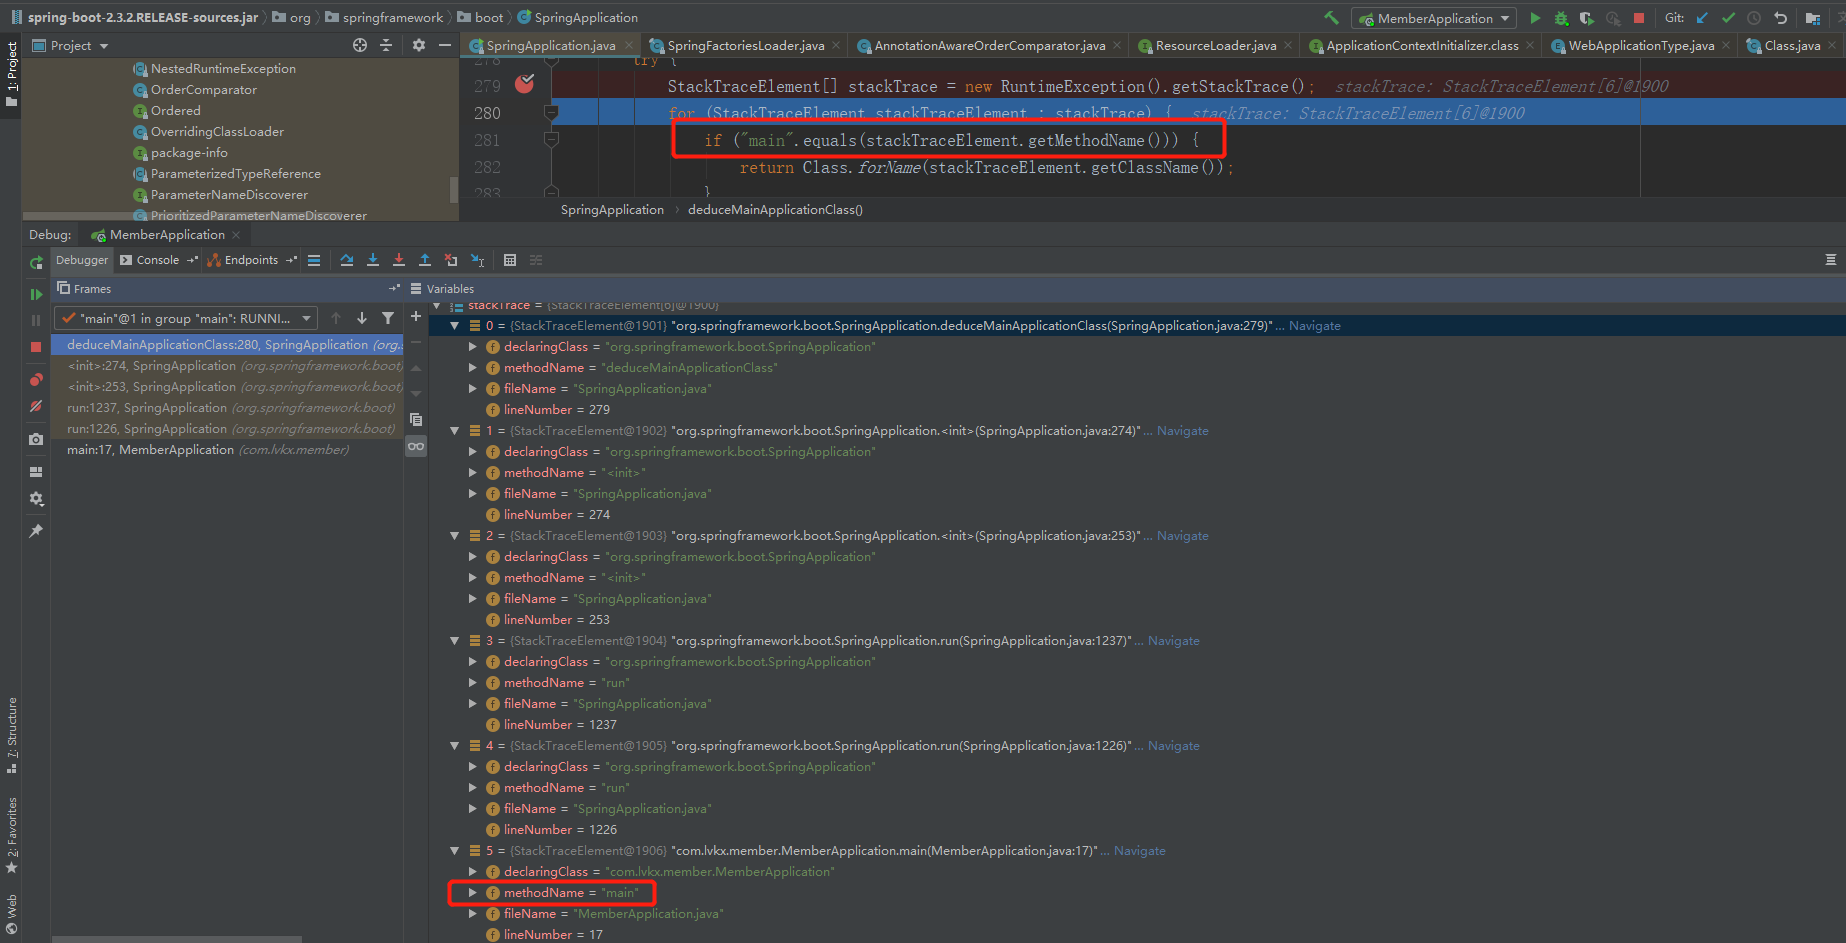 spring-boot-2.3.2.RELEASE-sources.jar org springframework boot SpringApplication MemberApplication Git:
1: Project
Project SpringApplication.java SpringFactoriesLoader.java AnnotationAwareOrderComparator.java ResourceLoader.java ApplicationContextInitializer.class WebApplicationType.java Class.java
NestedRuntimeException
OrderComparator
Ordered
OverridingClassLoader
package-info
ParameterizedTypeReference
ParameterNameDiscoverer
PrioritizedParameterNameDiscoverer
278 try {
279 StackTraceElement[] stackTrace = new RuntimeException().getStackTrace(); stackTrace: StackTraceElement[6]@1900
280 for (StackTraceElement stackTraceElement : stackTrace) { stackTrace: StackTraceElement[6]@1900
281 if ("main".equals(stackTraceElement.getMethodName())) {
282 return Class.forName(stackTraceElement.getClassName());
283 }
SpringApplication › deduceMainApplicationClass()
Debug: MemberApplication
Debugger Console Endpoints
Frames
"main"@1 in group "main": RUNNI...
deduceMainApplicationClass:280, SpringApplication (org.s
<init>:274, SpringApplication (org.springframework.boot)
<init>:253, SpringApplication (org.springframework.boot)
run:1237, SpringApplication (org.springframework.boot)
run:1226, SpringApplication (org.springframework.boot)
main:17, MemberApplication (com.lvkx.member)
Variables
stackTrace = {StackTraceElement[6]@1900}
0 = {StackTraceElement@1901} "org.springframework.boot.SpringApplication.deduceMainApplicationClass(SpringApplication.java:279)"... Navigate
declaringClass = "org.springframework.boot.SpringApplication"
methodName = "deduceMainApplicationClass"
fileName = "SpringApplication.java"
lineNumber = 279
1 = {StackTraceElement@1902} "org.springframework.boot.SpringApplication.<init>(SpringApplication.java:274)"... Navigate
declaringClass = "org.springframework.boot.SpringApplication"
methodName = "<init>"
fileName = "SpringApplication.java"
lineNumber = 274
2 = {StackTraceElement@1903} "org.springframework.boot.SpringApplication.<init>(SpringApplication.java:253)"... Navigate
declaringClass = "org.springframework.boot.SpringApplication"
methodName = "<init>"
fileName = "SpringApplication.java"
lineNumber = 253
3 = {StackTraceElement@1904} "org.springframework.boot.SpringApplication.run(SpringApplication.java:1237)"... Navigate
declaringClass = "org.springframework.boot.SpringApplication"
methodName = "run"
fileName = "SpringApplication.java"
lineNumber = 1237
4 = {StackTraceElement@1905} "org.springframework.boot.SpringApplication.run(SpringApplication.java:1226)"... Navigate
declaringClass = "org.springframework.boot.SpringApplication"
methodName = "run"
fileName = "SpringApplication.java"
lineNumber = 1226
5 = {StackTraceElement@1906} "com.lvkx.member.MemberApplication.main(MemberApplication.java:17)"... Navigate
declaringClass = "com.lvkx.member.MemberApplication"
methodName = "main"
fileName = "MemberApplication.java"
lineNumber = 17
7: Structure
2: Favorites
Web